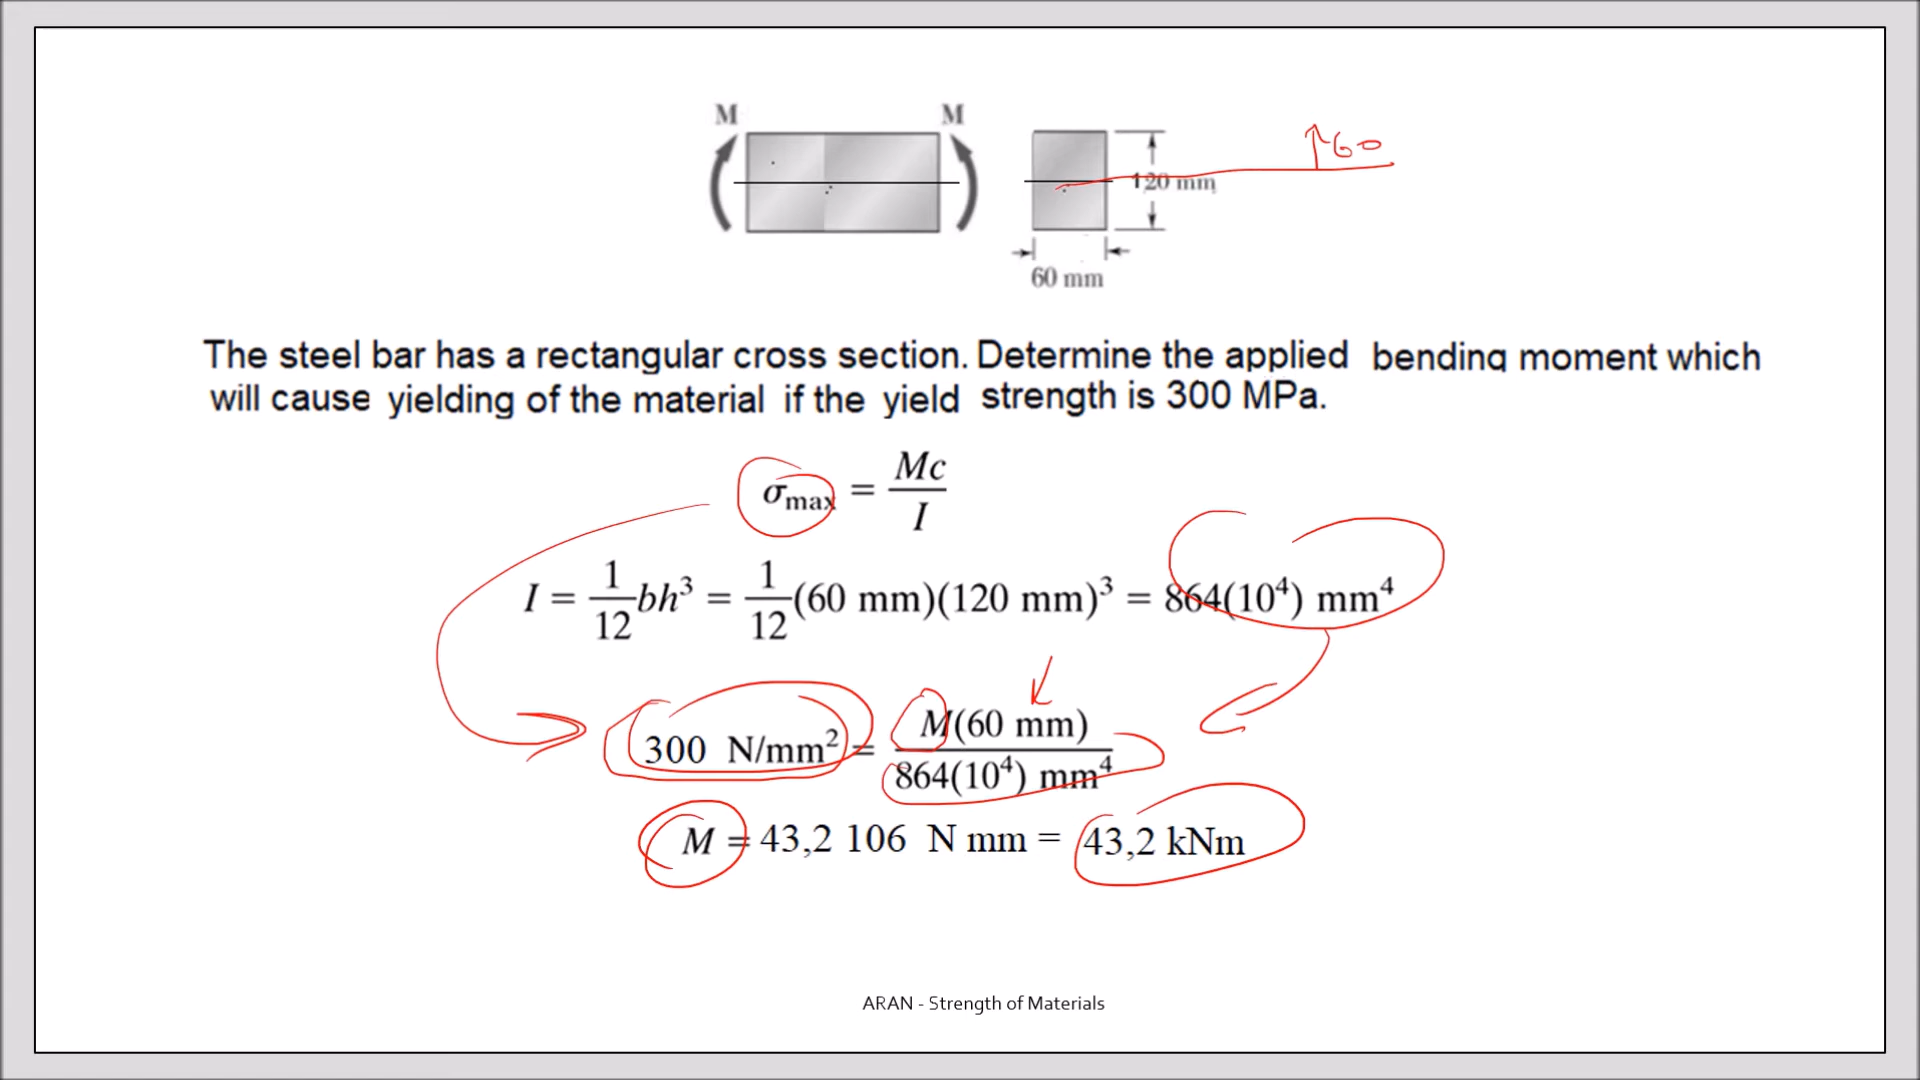 M M
60
120 mm
60 mm
The steel bar has a rectangular cross section. Determine the applied bending moment which
will cause yielding of the material if the yield strength is 300 MPa.
σmax = Mc/I
I = 1/12 bh³ = 1/12 (60 mm)(120 mm)³ = 864(10⁴) mm⁴
300 N/mm² = M(60 mm)/864(10⁴) mm⁴
M = 43,2 106 N mm = 43,2 kNm
ARAN - Strength of Materials